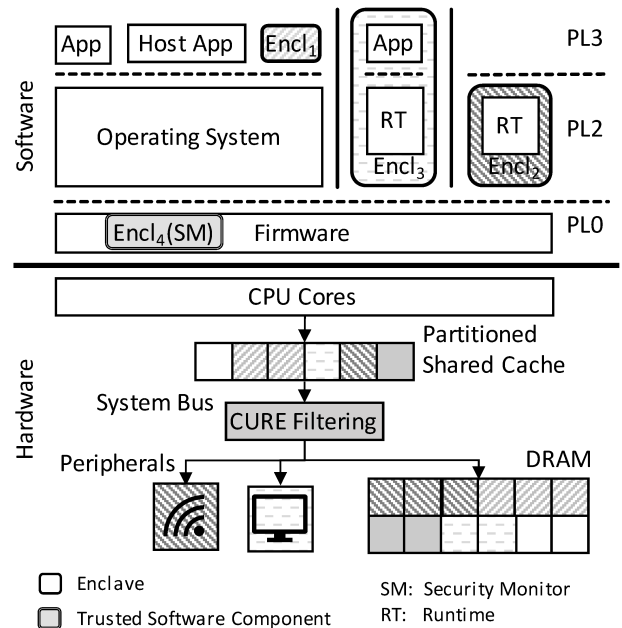 App
Host App
Encl1
App
PL3
Software
Operating System
RT
RT
PL2
Encl3
Encl2
Encl4(SM)
Firmware
PL0
CPU Cores
Partitioned
Shared Cache
Hardware
System Bus
CURE Filtering
Peripherals
DRAM
Enclave
SM: Security Monitor
Trusted Software Component
RT: Runtime